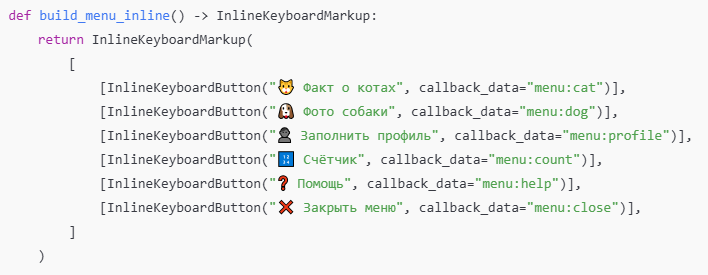 def build_menu_inline() -> InlineKeyboardMarkup:
    return InlineKeyboardMarkup(
        [
            [InlineKeyboardButton("🐱 Факт о котах", callback_data="menu:cat")],
            [InlineKeyboardButton("🐶 Фото собаки", callback_data="menu:dog")],
            [InlineKeyboardButton("👤 Заполнить профиль", callback_data="menu:profile")],
            [InlineKeyboardButton("🔢 Счётчик", callback_data="menu:count")],
            [InlineKeyboardButton("❓ Помощь", callback_data="menu:help")],
            [InlineKeyboardButton("❌ Закрыть меню", callback_data="menu:close")],
        ]
    )